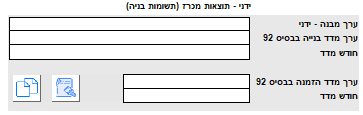 ידני - תוצאות מכרז (תשומות בניה)
ערך מבנה - ידני
ערך מדד בנייה בבסיס 92
חודש מדד
ערך מדד הזמנה בבסיס 92
חודש מדד